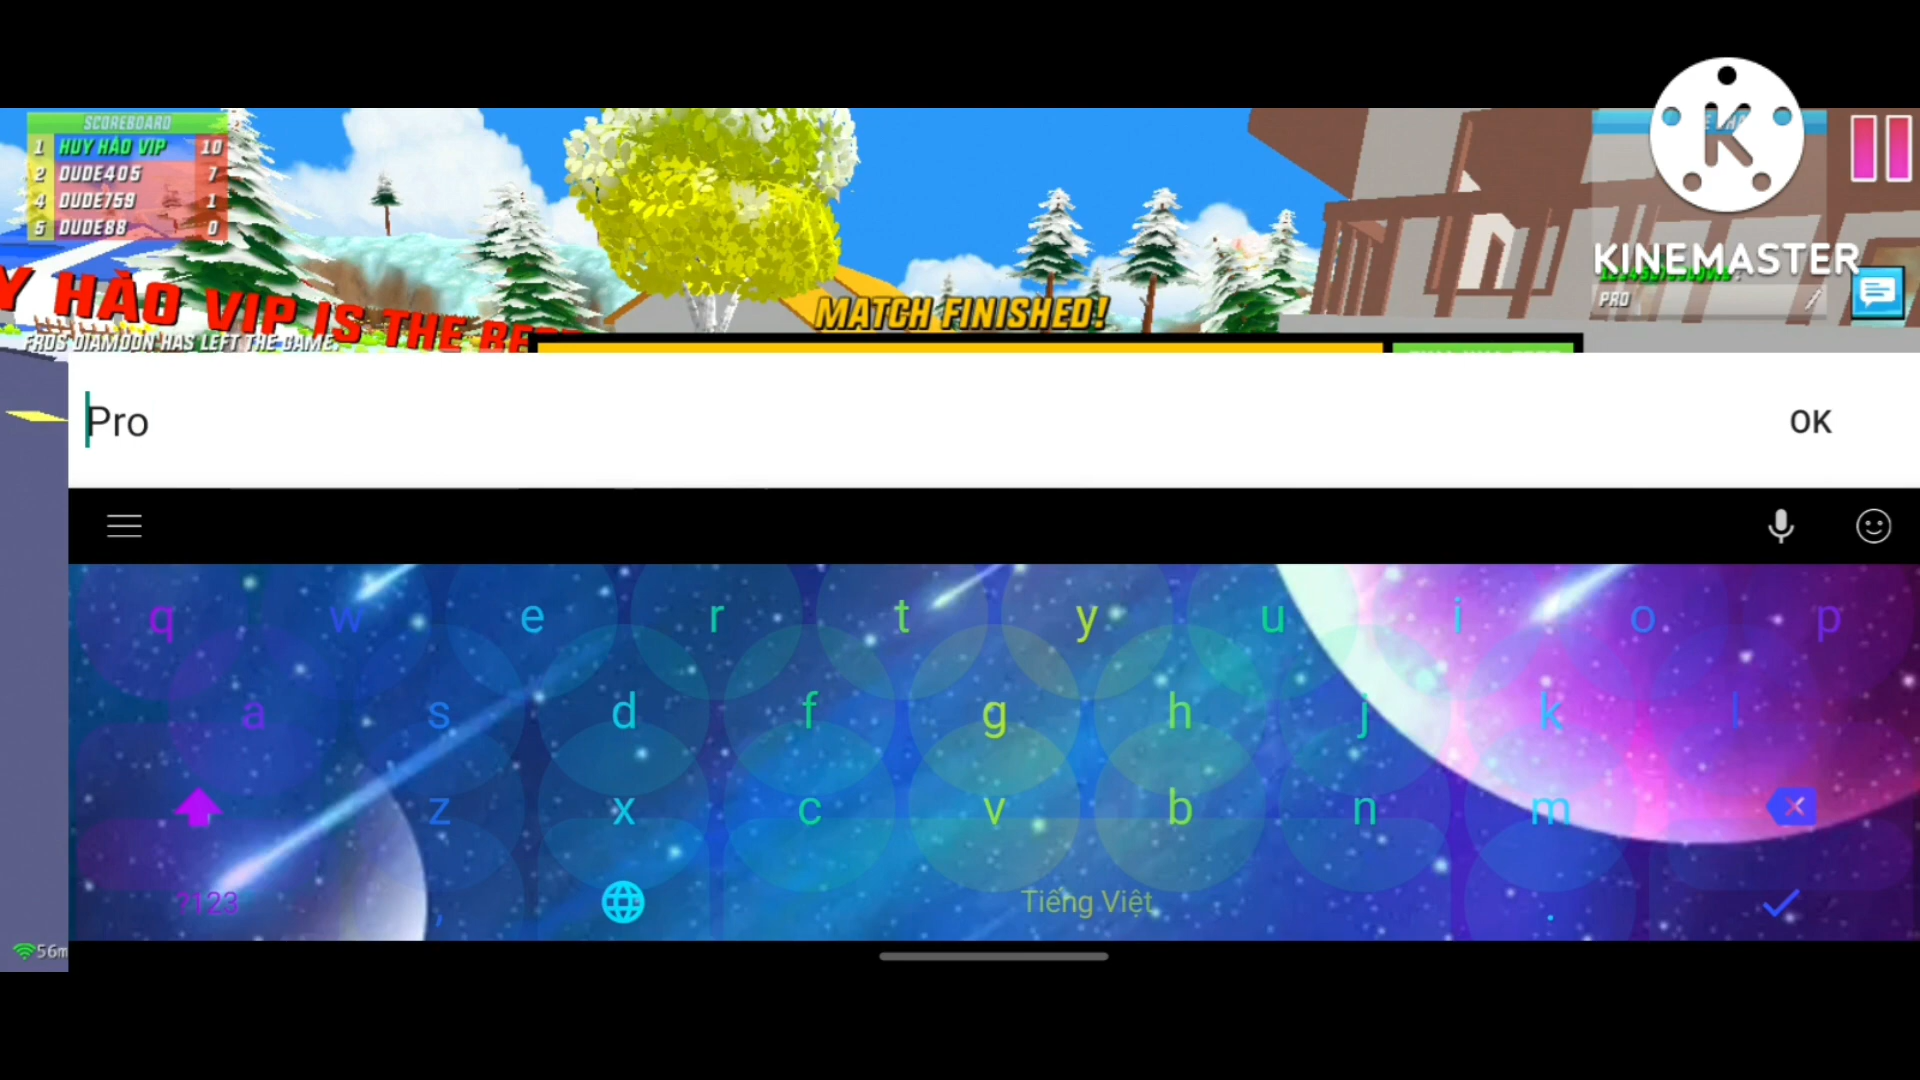 SCOREBOARD
1 HUY HÀO VIP 10
2 DUDE405 7
4 DUDE759 1
5 DUDE88 0
Y HÀO VIP IS THE BE
FROS DIAMOON HAS LEFT THE GAME.
MATCH FINISHED!
K
KINEMASTER
PRO
Pro
OK
q w e r t y u i o p
a s d f g h j k l
z x c v b n m
?123 , Tiếng Việt .
56m